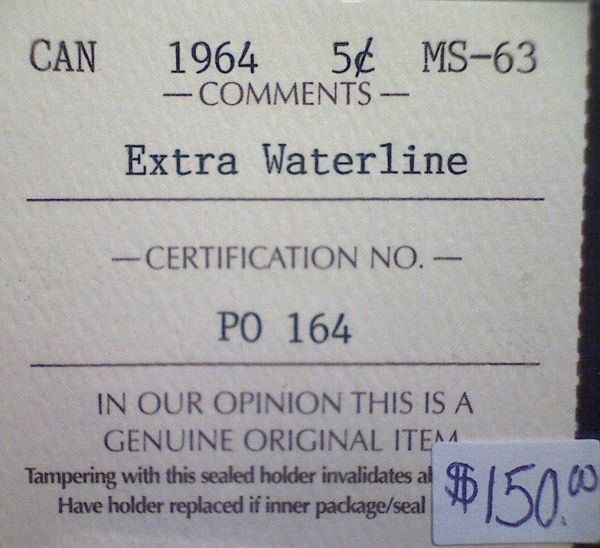 CAN 1964 5¢ MS-63
— COMMENTS —
Extra Waterline
— CERTIFICATION NO. —
PO 164
IN OUR OPINION THIS IS A
GENUINE ORIGINAL ITEM
Tampering with this sealed holder invalidates
Have holder replaced if inner package/seal
$150.00